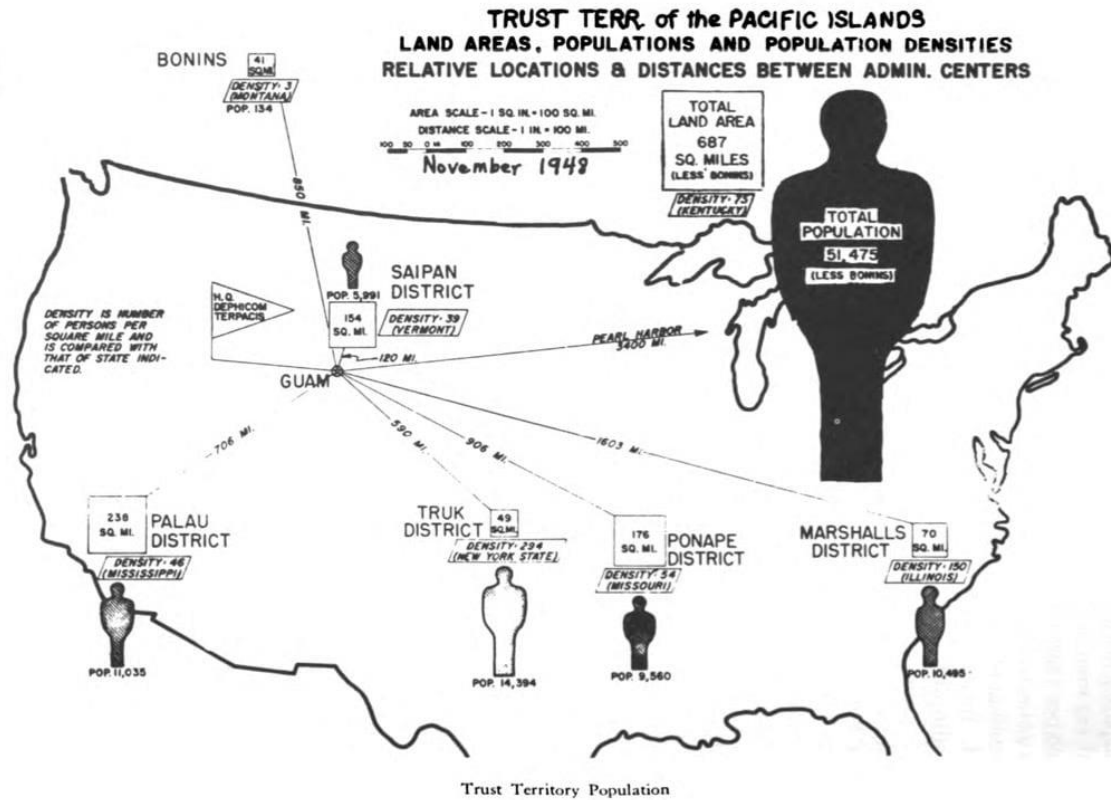 TRUST TERR. of the PACIFIC ISLANDS
LAND AREAS, POPULATIONS AND POPULATION DENSITIES
RELATIVE LOCATIONS & DISTANCES BETWEEN ADMIN. CENTERS
BONINS
41
SQ.MI.
DENSITY-3
(MONTANA)
POP. 134
AREA SCALE-1 SQ. IN.=100 SQ. MI.
DISTANCE SCALE-1 IN.=100 MI.
100 50 0 MI 100 200 300 400 500
November 1948
TOTAL
LAND AREA
687
SQ. MILES
(LESS BONINS)
DENSITY-75
(KENTUCKY)
TOTAL
POPULATION
51,475
(LESS BONINS)
850 MI.
SAIPAN
DISTRICT
POP. 5,991
154
SQ. MI.
DENSITY-39
(VERMONT)
H.Q.
DEPHICOM
TERPACIS
DENSITY IS NUMBER
OF PERSONS PER
SQUARE MILE AND
IS COMPARED WITH
THAT OF STATE INDI-
CATED.
120 MI.
PEARL HARBOR
3400 MI.
GUAM
706 MI.
590 MI.
906 MI.
1603 MI.
238
SQ. MI.
PALAU
DISTRICT
DENSITY-46
(MISSISSIPPI)
POP. 11,035
TRUK
DISTRICT
49
SQ.MI.
DENSITY-294
(NEW YORK STATE)
POP. 14,394
176
SQ. MI.
PONAPE
DISTRICT
DENSITY-54
(MISSOURI)
POP. 9,560
MARSHALLS
DISTRICT
70
SQ. MI.
DENSITY-150
(ILLINOIS)
POP. 10,495
Trust Territory Population